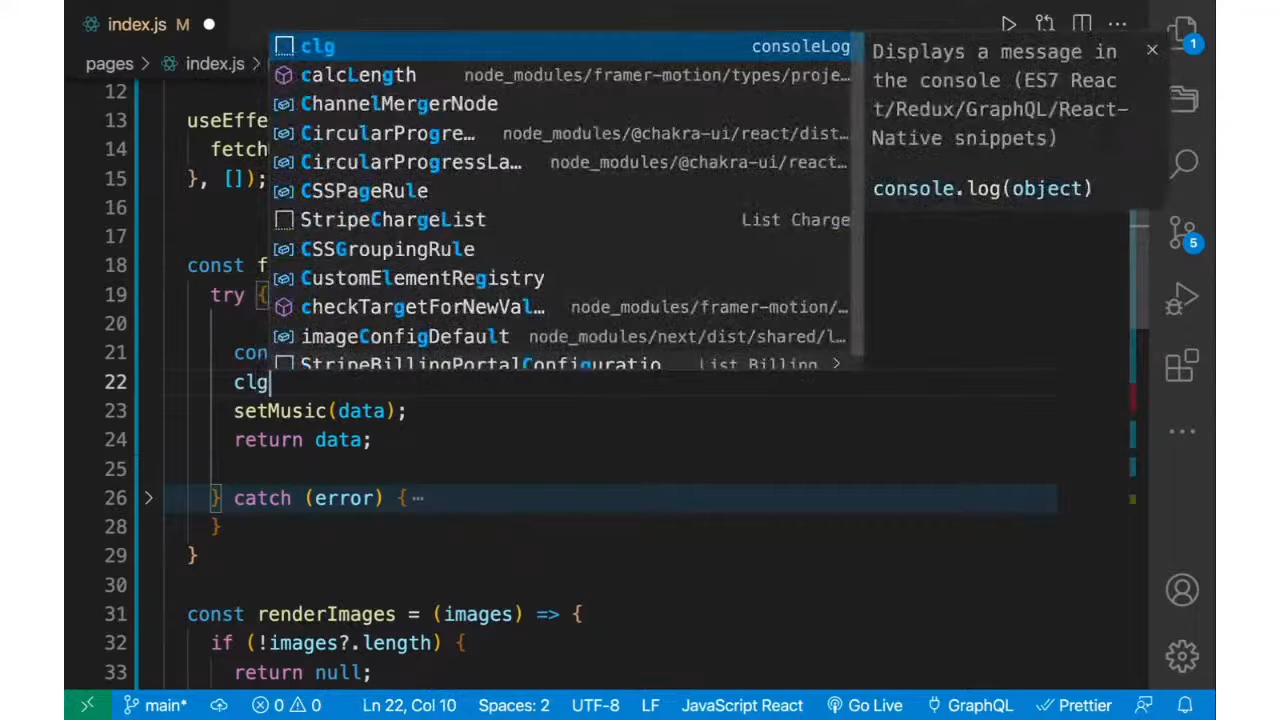 index.js M
pages > index.js >
clg consoleLog
calcLength node_modules/framer-motion/types/proje…
ChannelMergerNode
CircularProgre… node_modules/@chakra-ui/react/dist…
CircularProgressLa… node_modules/@chakra-ui/react…
CSSPageRule
StripeChargeList List Charge
CSSGroupingRule
CustomElementRegistry
checkTargetForNewVal… node_modules/framer-motion/…
imageConfigDefault node_modules/next/dist/shared/l…
StripeBillingPortalConfiguratio List Billing >
Displays a message in
the console (ES7 Reac
t/Redux/GraphQL/React-
Native snippets)
console.log(object)
12
13 useEffe
14 fetch
15 }, []);
16
17
18 const f
19 try {
20
21 con
22 clg
23 setMusic(data);
24 return data;
25
26 } catch (error) { ⋯
28 }
29 }
30
31 const renderImages = (images) => {
32 if (!images?.length) {
33 return null;
1
5
main* 0 0 Ln 22, Col 10 Spaces: 2 UTF-8 LF JavaScript React Go Live GraphQL Prettier